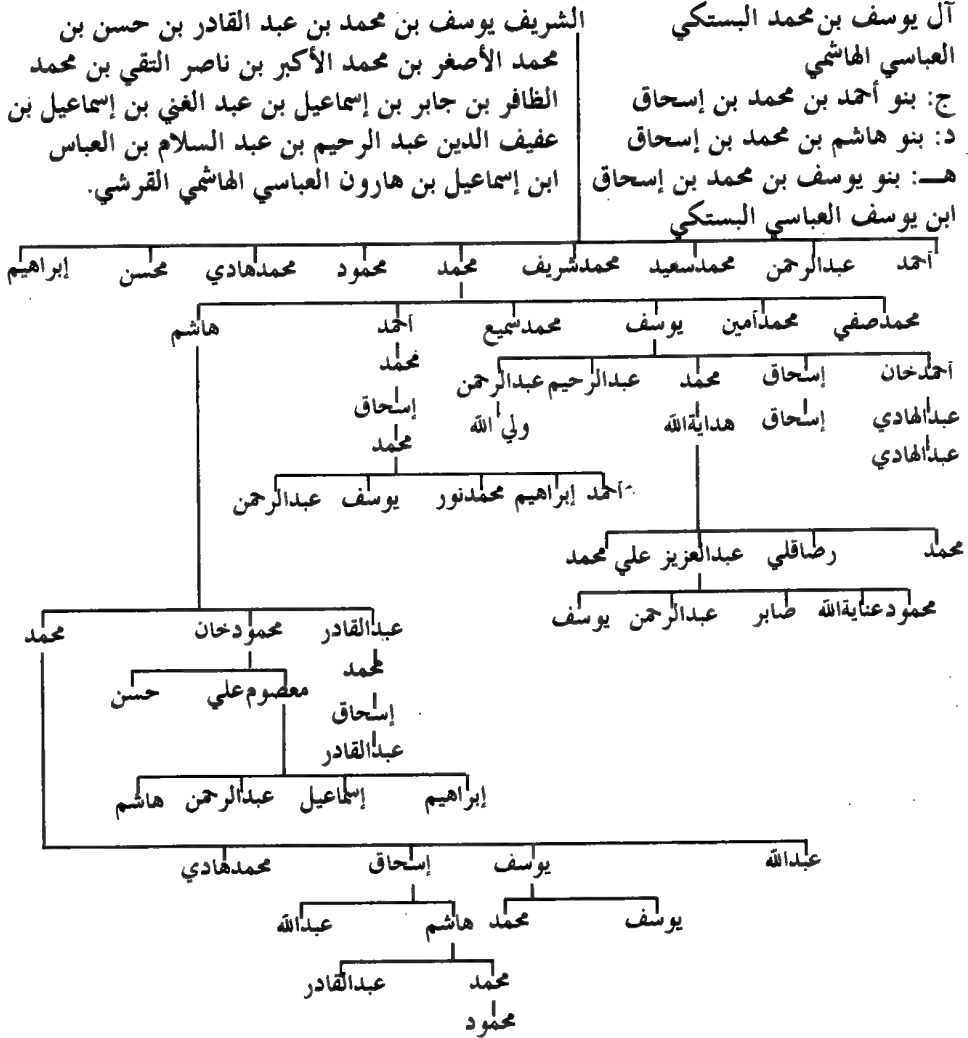 آل يوسف بن محمد البستكي
العباسي الهاشمي
ج: بنو أحمد بن محمد بن إسحاق
د: بنو هاشم بن محمد بن إسحاق
هـ: بنو يوسف بن محمد بن إسحاق
ابن يوسف العباسي البستكي
الشريف يوسف بن محمد بن عبد القادر بن حسن بن
محمد الأصغر بن محمد الأكبر بن ناصر التقي بن محمد
الظافر بن جابر بن إسماعيل بن عبد الغني بن إسماعيل بن
عفيف الدين عبد الرحيم بن عبد السلام بن العباس
ابن إسماعيل بن هارون العباسي الهاشمي القرشي.
أحمد عبدالرحمن محمدسعيد محمدشريف محمد محمود محمدهادي محسن إبراهيم
محمدصفي محمدأمين يوسف محمدسميع أحمد هاشم
أحمدخان إسحاق محمد عبدالرحيم عبدالرحمن محمد
عبدالهادي إسحاق هدايةالله ولي الله إسحاق
عبدالهادي محمد
أحمد إبراهيم محمدنور يوسف عبدالرحمن
محمد رضاقلي عبدالعزيز علي محمد
محمود عنايةالله صابر عبدالرحمن يوسف
عبدالقادر محمودخان محمد
محمد
معصوم علي حسن
إسحاق
عبدالقادر
إبراهيم إسماعيل عبدالرحمن هاشم
عبدالله يوسف إسحاق محمدهادي
يوسف محمد هاشم عبدالله
محمد عبدالقادر
محمود